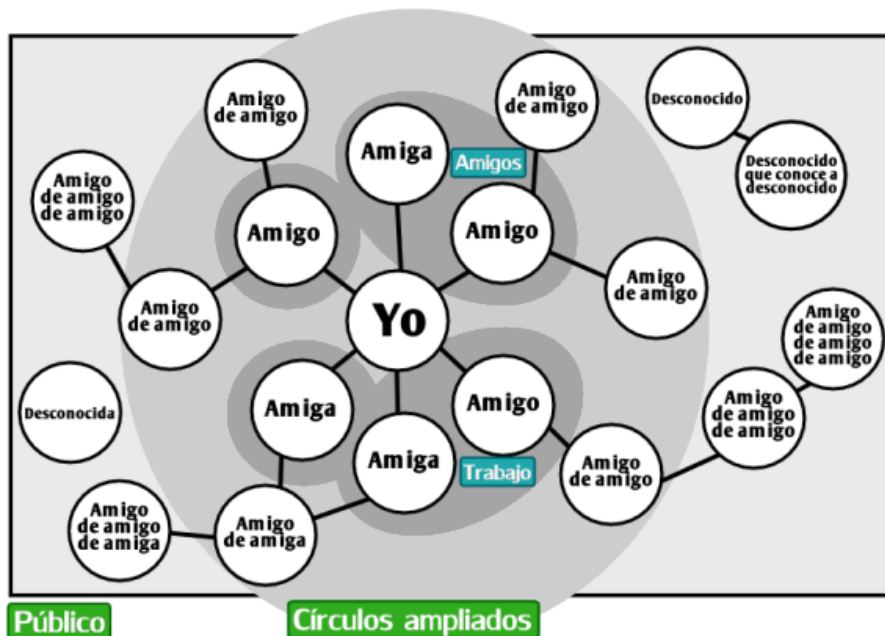 Amigo
de amigo
Amigo
de amigo
Desconocido
Amiga
Amigos
Desconocido
que conoce a
desconocido
Amigo
de amigo
de amigo
Amigo
Amigo
Amigo
de amigo
Amigo
de amigo
Yo
Amigo
de amigo
de amigo
de amigo
Desconocida
Amiga
Amigo
Amigo
de amigo
de amigo
Amiga
Trabajo
Amigo
de amigo
Amigo
de amigo
de amiga
Amigo
de amiga
Público
Círculos ampliados